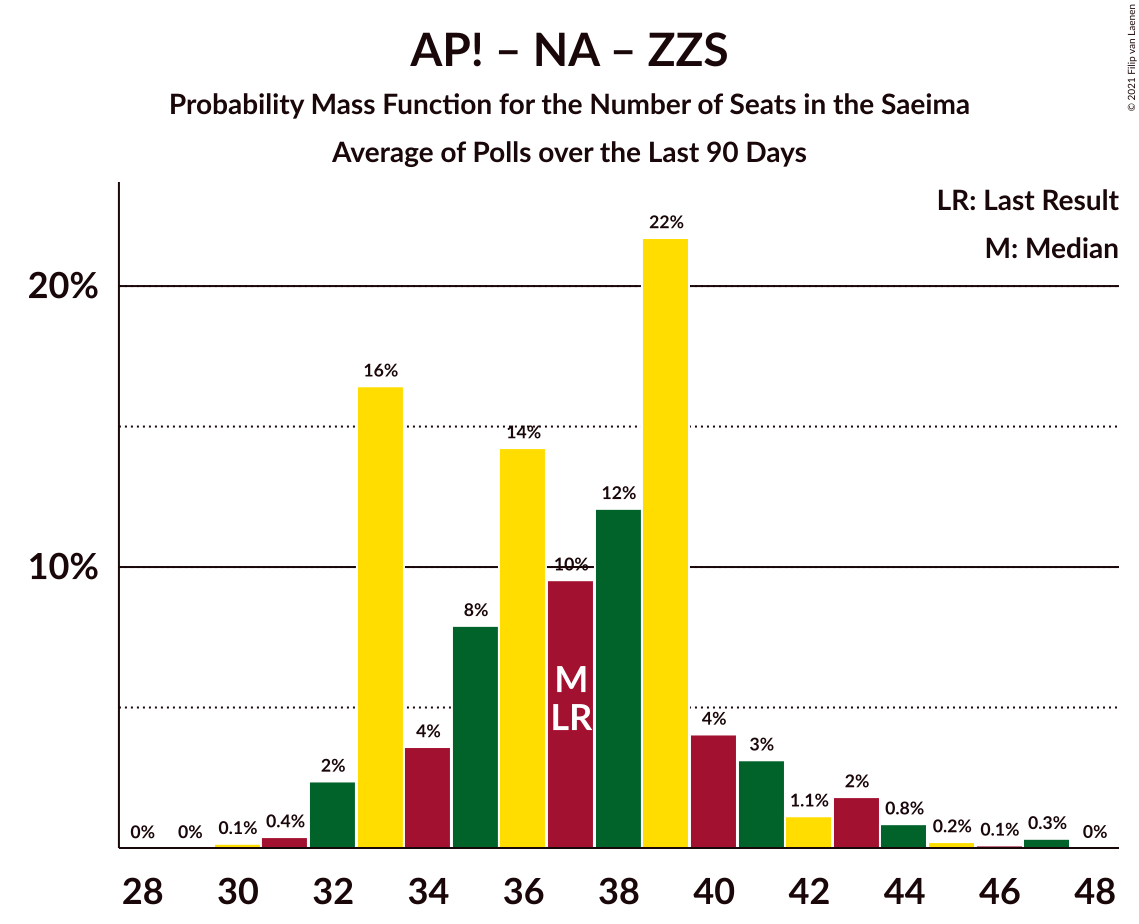 AP! – NA – ZZS
Probability Mass Function for the Number of Seats in the Saeima
Average of Polls over the Last 90 Days
© 2021 Filip van Laenen
LR: Last Result
M: Median
20%
10%
0%
0%
0.1%
0.4%
2%
16%
4%
8%
14%
10%
12%
22%
4%
3%
1.1%
2%
0.8%
0.2%
0.1%
0.3%
0%
M
LR
28 30 32 34 36 38 40 42 44 46 48